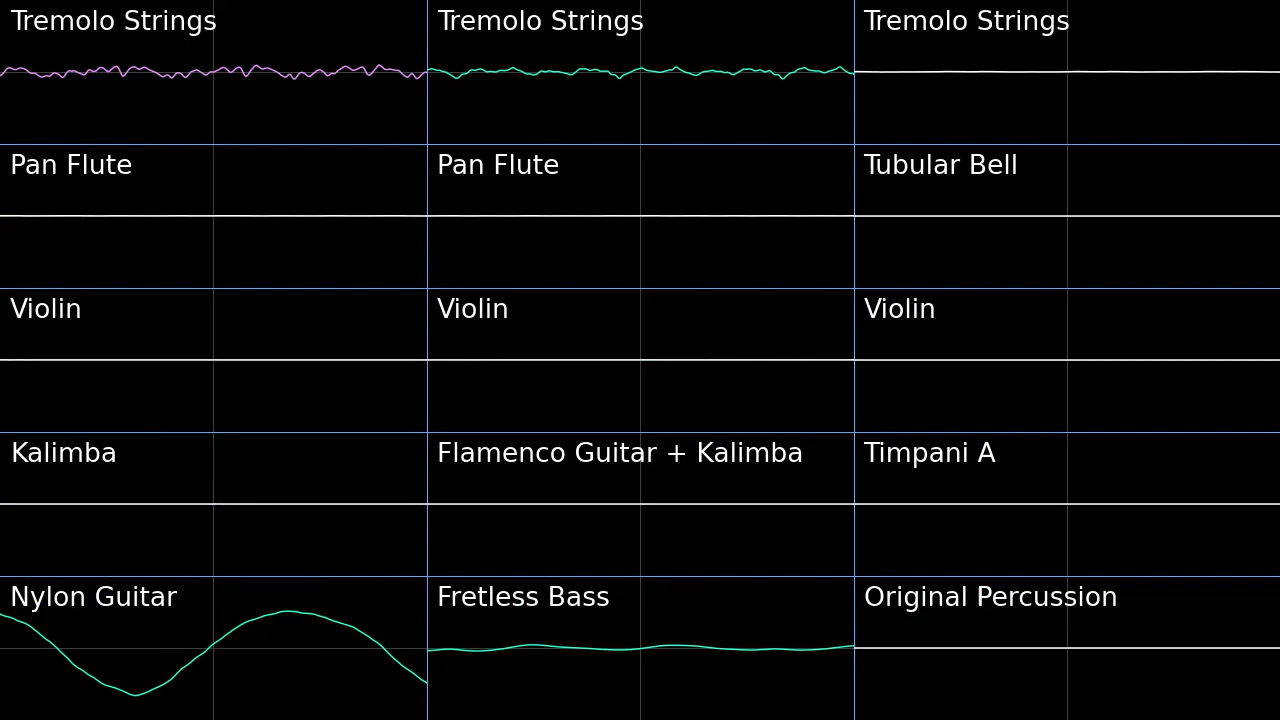 Tremolo Strings
Tremolo Strings
Tremolo Strings
Pan Flute
Pan Flute
Tubular Bell
Violin
Violin
Violin
Kalimba
Flamenco Guitar + Kalimba
Timpani A
Nylon Guitar
Fretless Bass
Original Percussion